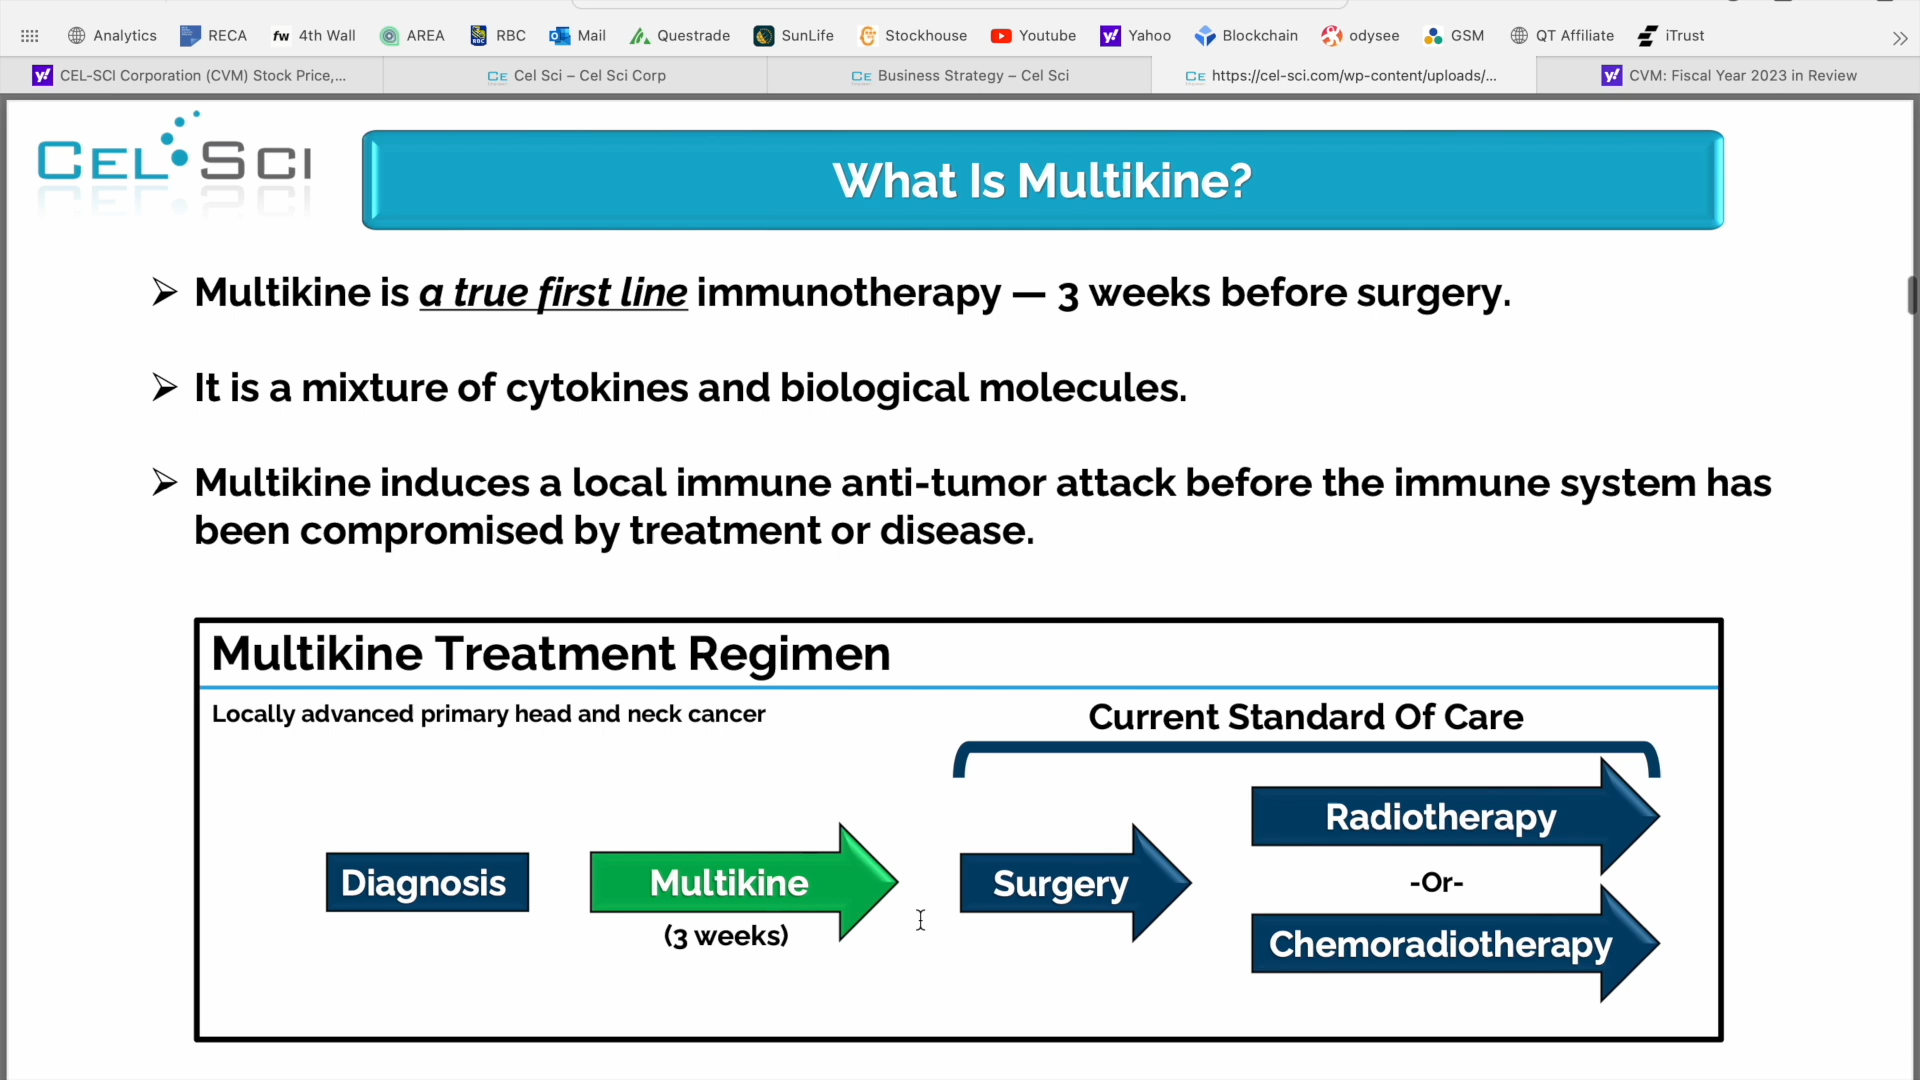 Analytics RECA fw 4th Wall AREA RBC Mail Questrade SunLife Stockhouse Youtube y! Yahoo Blockchain odysee GSM QT Affiliate iTrust
y! CEL-SCI Corporation (CVM) Stock Price,... CE Cel Sci – Cel Sci Corp CE Business Strategy – Cel Sci CE https://cel-sci.com/wp-content/uploads/... y! CVM: Fiscal Year 2023 in Review
CEL SCI
What Is Multikine?
➢ Multikine is a true first line immunotherapy — 3 weeks before surgery.
➢ It is a mixture of cytokines and biological molecules.
➢ Multikine induces a local immune anti-tumor attack before the immune system has
been compromised by treatment or disease.
Multikine Treatment Regimen
Locally advanced primary head and neck cancer
Current Standard Of Care
Diagnosis
Multikine
(3 weeks)
Surgery
Radiotherapy
-Or-
Chemoradiotherapy